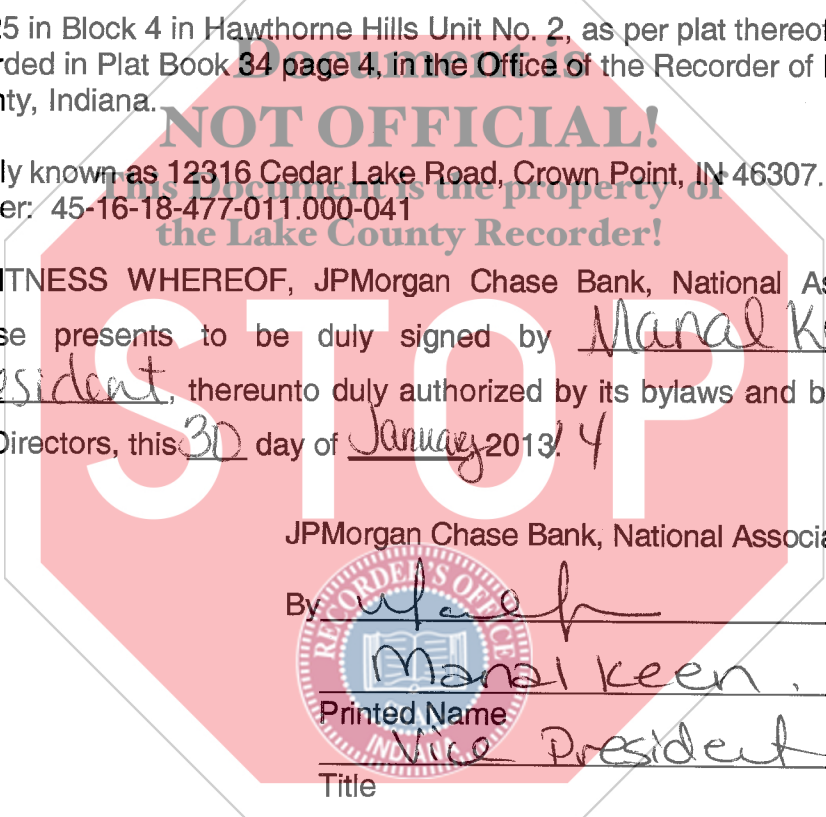 5 in Block 4 in Hawthorne Hills Unit No. 2, as per plat thereof
rded in Plat Book 34 page 4, in the Office of the Recorder of
nty, Indiana.
Document is
NOT OFFICIAL!
This Document is the property of
the Lake County Recorder!
ly known as 12316 Cedar Lake Road, Crown Point, IN 46307.
er: 45-16-18-477-011.000-041
ITNESS WHEREOF, JPMorgan Chase Bank, National As
se presents to be duly signed by Manal K
esident, thereunto duly authorized by its bylaws and b
Directors, this 30 day of January 2013 4
STOP
JPMorgan Chase Bank, National Associa
By
Manal Keen
Printed Name
Vice President
Title
RECORDER'S OFFICE
INDIANA